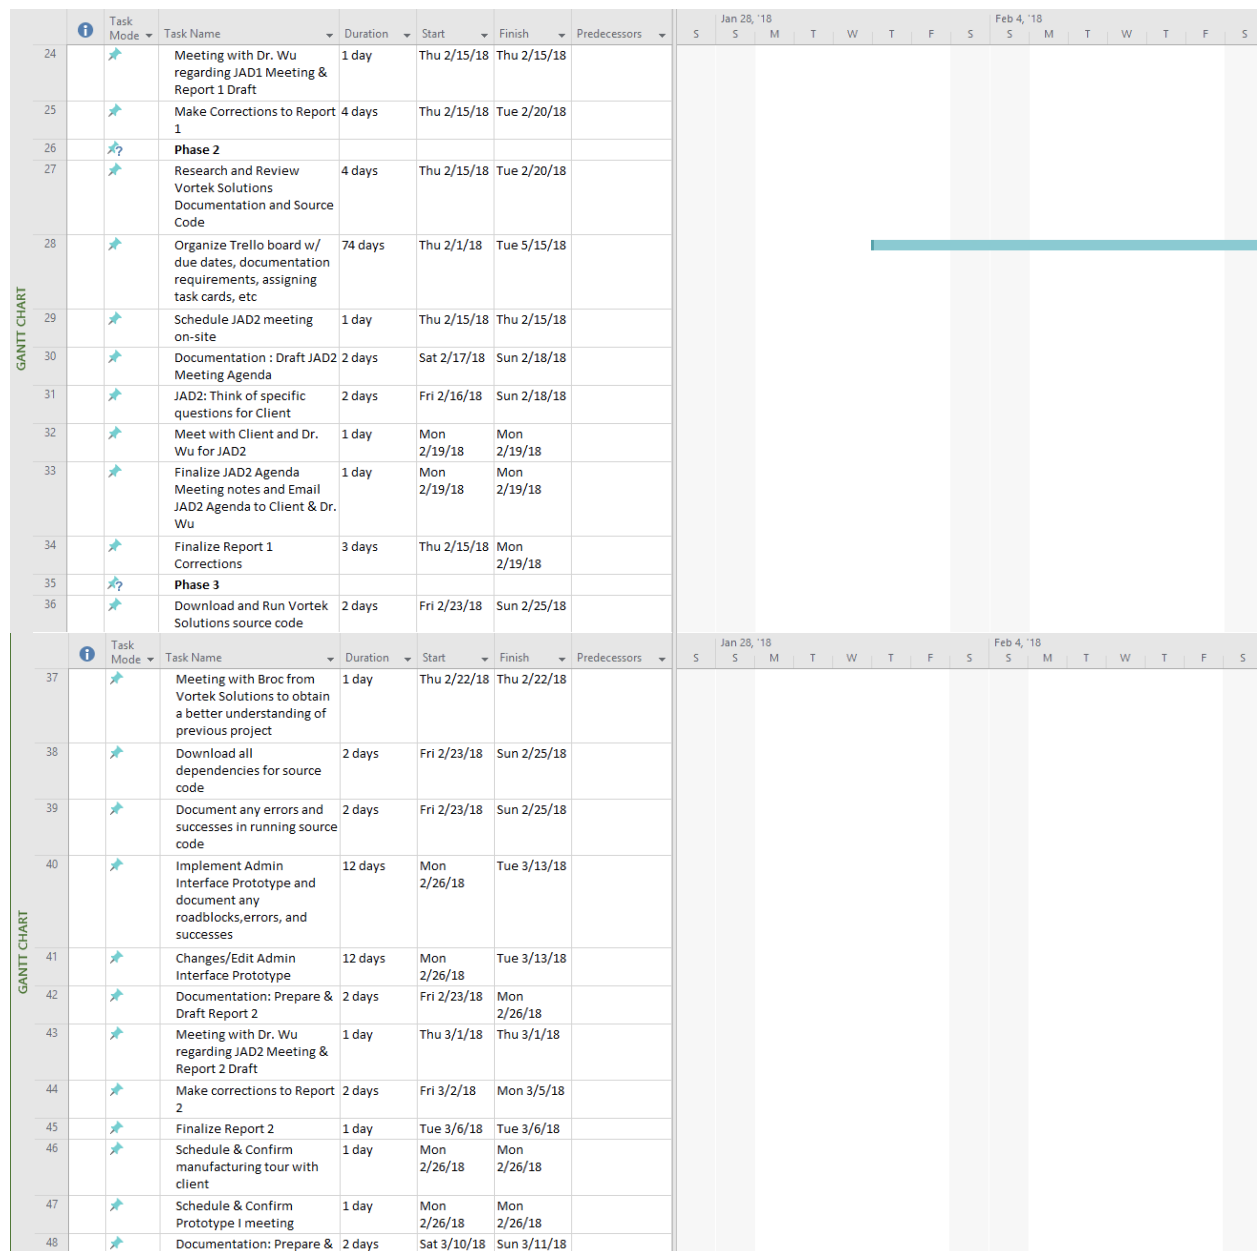 Task
Mode Task Name Duration Start Finish Predecessors
Jan 28, '18 Feb 4, '18
S S M T W T F S S M T W T F S
GANTT CHART
24 Meeting with Dr. Wu 1 day Thu 2/15/18 Thu 2/15/18
regarding JAD1 Meeting &
Report 1 Draft
25 Make Corrections to Report 4 days Thu 2/15/18 Tue 2/20/18
1
26 Phase 2
27 Research and Review 4 days Thu 2/15/18 Tue 2/20/18
Vortek Solutions
Documentation and Source
Code
28 Organize Trello board w/ 74 days Thu 2/1/18 Tue 5/15/18
due dates, documentation
requirements, assigning
task cards, etc
29 Schedule JAD2 meeting 1 day Thu 2/15/18 Thu 2/15/18
on-site
30 Documentation : Draft JAD2 2 days Sat 2/17/18 Sun 2/18/18
Meeting Agenda
31 JAD2: Think of specific 2 days Fri 2/16/18 Sun 2/18/18
questions for Client
32 Meet with Client and Dr. 1 day Mon Mon
Wu for JAD2 2/19/18 2/19/18
33 Finalize JAD2 Agenda 1 day Mon Mon
Meeting notes and Email 2/19/18 2/19/18
JAD2 Agenda to Client & Dr.
Wu
34 Finalize Report 1 3 days Thu 2/15/18 Mon
Corrections 2/19/18
35 Phase 3
36 Download and Run Vortek 2 days Fri 2/23/18 Sun 2/25/18
Solutions source code
Task
Mode Task Name Duration Start Finish Predecessors
Jan 28, '18 Feb 4, '18
S S M T W T F S S M T W T F S
GANTT CHART
37 Meeting with Broc from 1 day Thu 2/22/18 Thu 2/22/18
Vortek Solutions to obtain
a better understanding of
previous project
38 Download all 2 days Fri 2/23/18 Sun 2/25/18
dependencies for source
code
39 Document any errors and 2 days Fri 2/23/18 Sun 2/25/18
successes in running source
code
40 Implement Admin 12 days Mon Tue 3/13/18
Interface Prototype and 2/26/18
document any
roadblocks,errors, and
successes
41 Changes/Edit Admin 12 days Mon Tue 3/13/18
Interface Prototype 2/26/18
42 Documentation: Prepare & 2 days Fri 2/23/18 Mon
Draft Report 2 2/26/18
43 Meeting with Dr. Wu 1 day Thu 3/1/18 Thu 3/1/18
regarding JAD2 Meeting &
Report 2 Draft
44 Make corrections to Report 2 days Fri 3/2/18 Mon 3/5/18
2
45 Finalize Report 2 1 day Tue 3/6/18 Tue 3/6/18
46 Schedule & Confirm 1 day Mon Mon
manufacturing tour with 2/26/18 2/26/18
client
47 Schedule & Confirm 1 day Mon Mon
Prototype I meeting 2/26/18 2/26/18
48 Documentation: Prepare & 2 days Sat 3/10/18 Sun 3/11/18